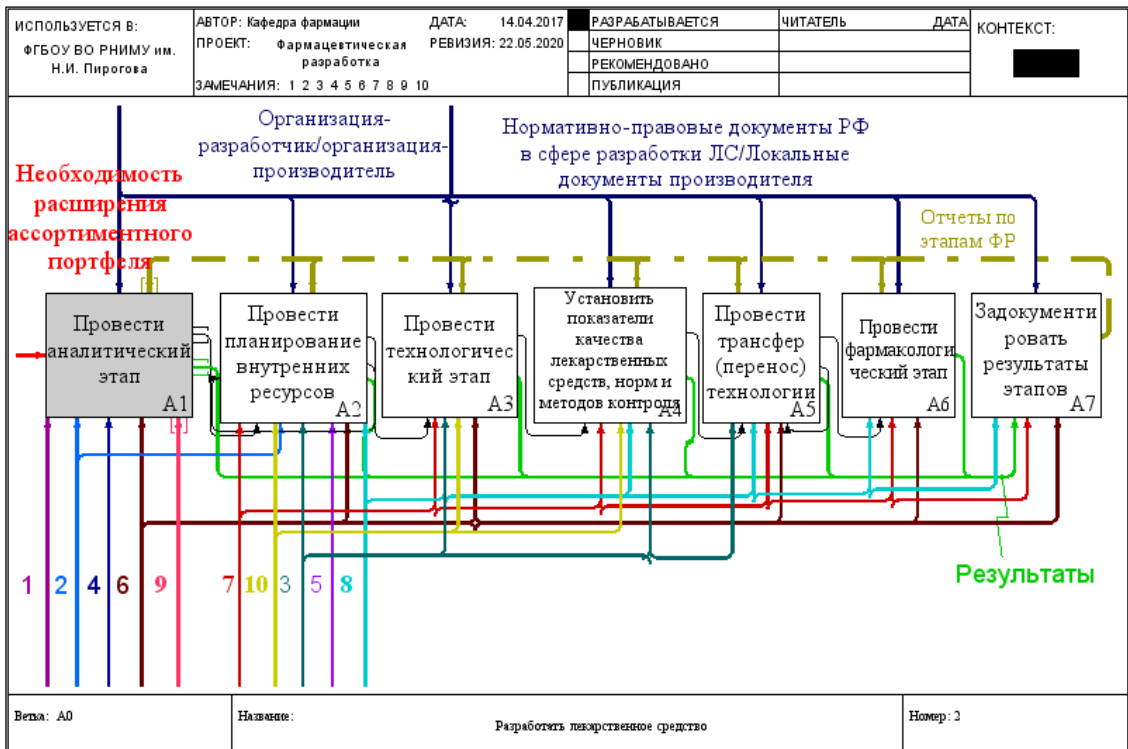 ИСПОЛЬЗУЕТСЯ В:
ФГБОУ ВО РНИМУ им.
Н.И. Пирогова
АВТОР: Кафедра фармации
ДАТА: 14.04.2017
ПРОЕКТ: Фармацевтическая
разработка
РЕВИЗИЯ: 22.05.2020
ЗАМЕЧАНИЯ: 1 2 3 4 5 6 7 8 9 10
РАЗРАБАТЫВАЕТСЯ
ЧЕРНОВИК
РЕКОМЕНДОВАНО
ПУБЛИКАЦИЯ
ЧИТАТЕЛЬ
ДАТА
КОНТЕКСТ:
Организация-
разработчик/организация-
производитель
Нормативно-правовые документы РФ
в сфере разработки ЛС/Локальные
документы производителя
Необходимость
расширения
ассортиментного
портфеля
Отчеты по
этапам ФР
Провести
аналитический
этап
A1
Провести
планирование
внутренних
ресурсов
A2
Провести
технологичес
кий этап
A3
Установить
показатели
качества
лекарственных
средств, норм и
методов контроля
A4
Провести
трансфер
(перенос)
технологии
A5
Провести
фармакологи
ческий этап
A6
Задокументи
ровать
результаты
этапов
A7
1 2 4 6 9 7 10 3 5 8
Результаты
Ветка: A0
Название:
Разработать лекарственное средство
Номер: 2